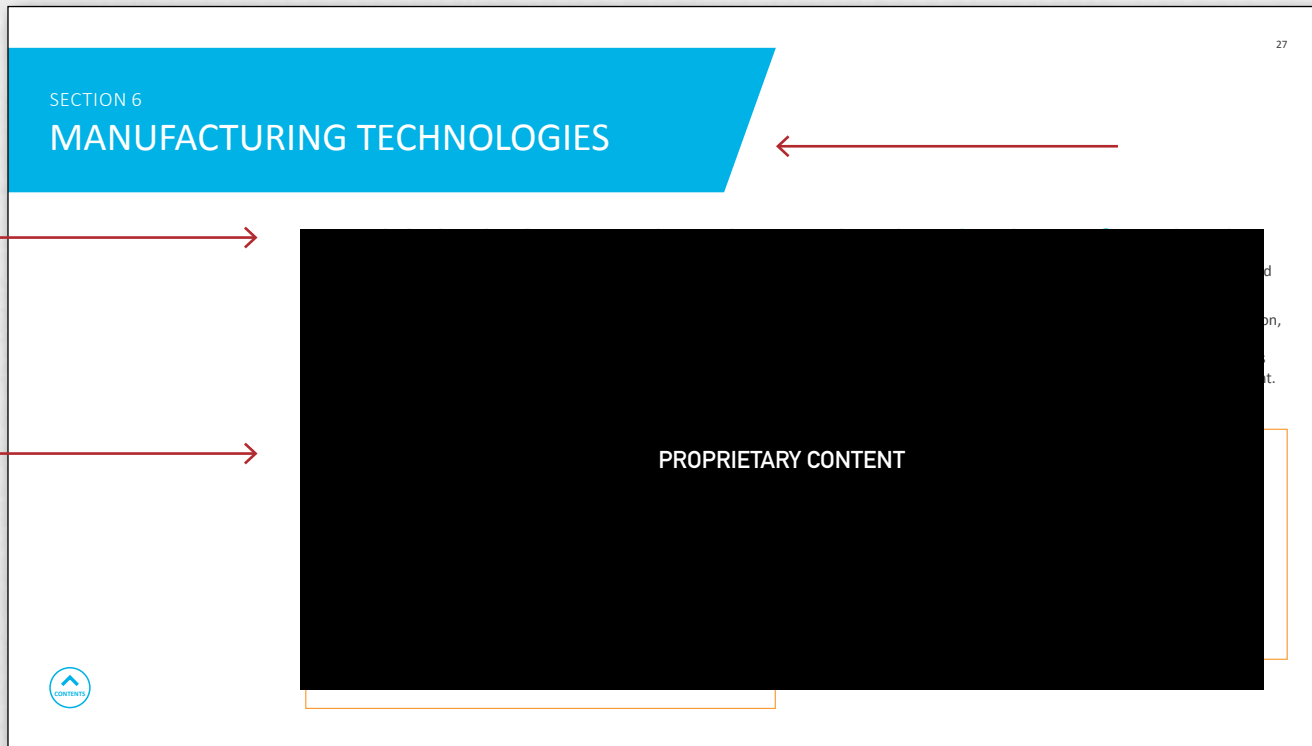 27
SECTION 6
MANUFACTURING TECHNOLOGIES
PROPRIETARY CONTENT
CONTENTS